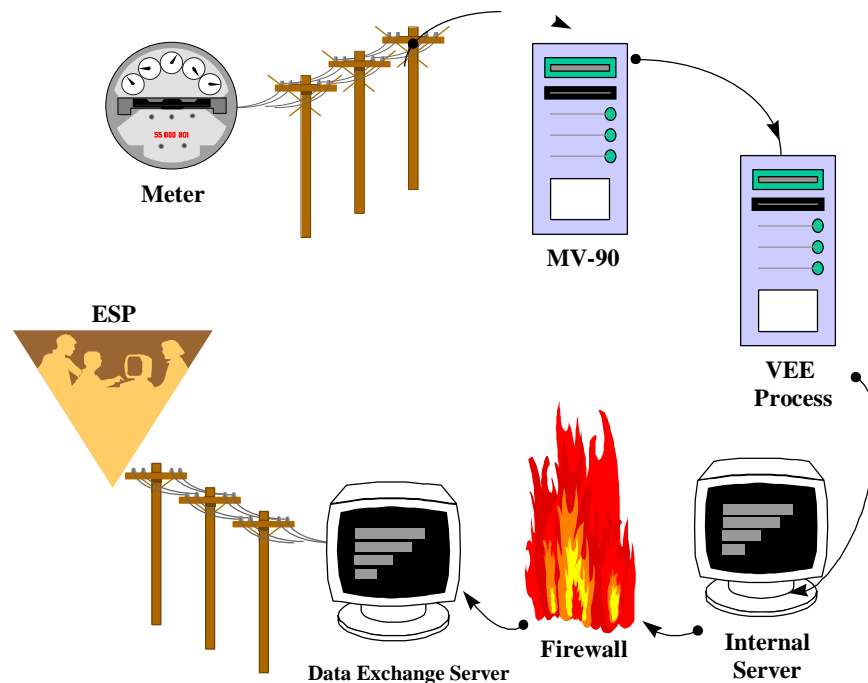 55 000 801
Meter
MV-90
ESP
VEE
Process
Firewall
Internal
Server
Data Exchange Server